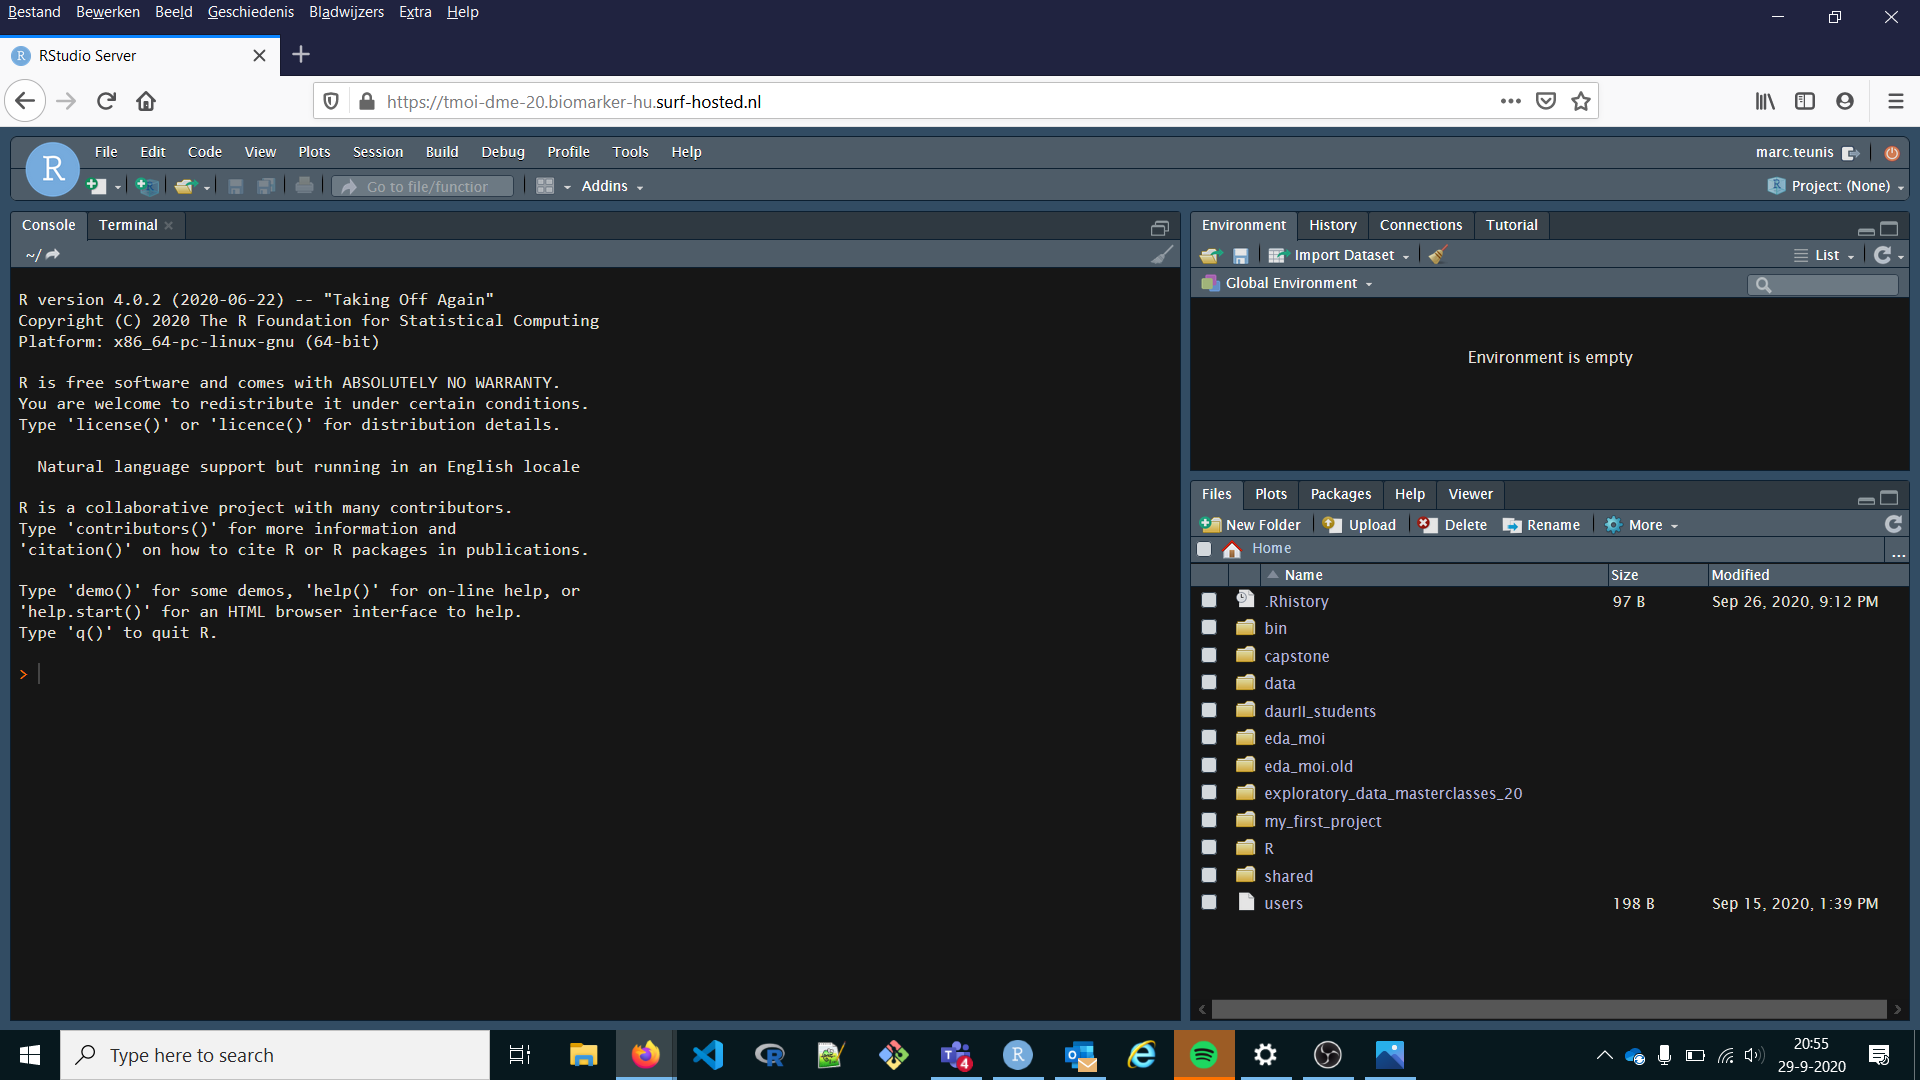 Bestand Bewerken Beeld Geschiedenis Bladwijzers Extra Help
R RStudio Server
https://tmoi-dme-20.biomarker-hu.surf-hosted.nl
R File Edit Code View Plots Session Build Debug Profile Tools Help marc.teunis
Go to file/function Addins R Project: (None)
Console Terminal
~/
R version 4.0.2 (2020-06-22) -- "Taking Off Again"
Copyright (C) 2020 The R Foundation for Statistical Computing
Platform: x86_64-pc-linux-gnu (64-bit)
R is free software and comes with ABSOLUTELY NO WARRANTY.
You are welcome to redistribute it under certain conditions.
Type 'license()' or 'licence()' for distribution details.
Natural language support but running in an English locale
R is a collaborative project with many contributors.
Type 'contributors()' for more information and
'citation()' on how to cite R or R packages in publications.
Type 'demo()' for some demos, 'help()' for on-line help, or
'help.start()' for an HTML browser interface to help.
Type 'q()' to quit R.
>
Environment History Connections Tutorial
Import Dataset List
Global Environment
Environment is empty
Files Plots Packages Help Viewer
New Folder Upload Delete Rename More
Home ...
Name Size Modified
.Rhistory 97 B Sep 26, 2020, 9:12 PM
bin
capstone
data
daurII_students
eda_moi
eda_moi.old
exploratory_data_masterclasses_20
my_first_project
R
shared
users 198 B Sep 15, 2020, 1:39 PM
Type here to search
R
4
R
20:55
29-9-2020